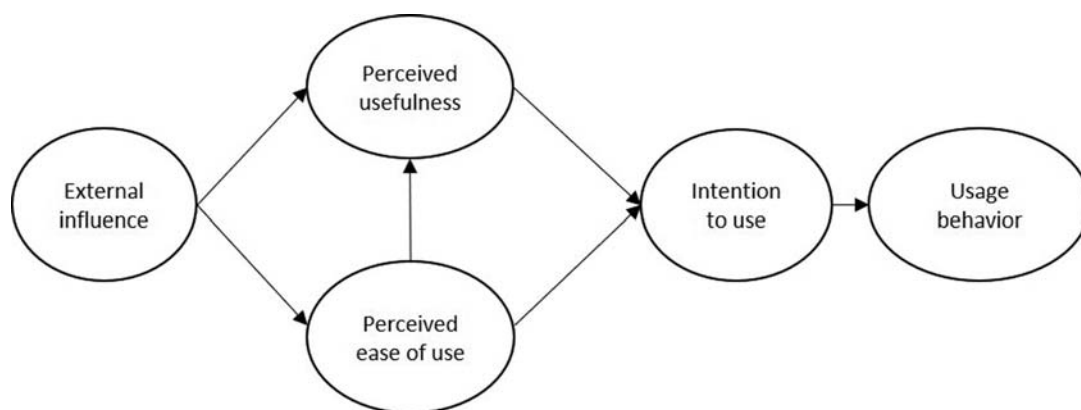 Perceived
usefulness
External
influence
Intention
to use
Usage
behavior
Perceived
ease of use